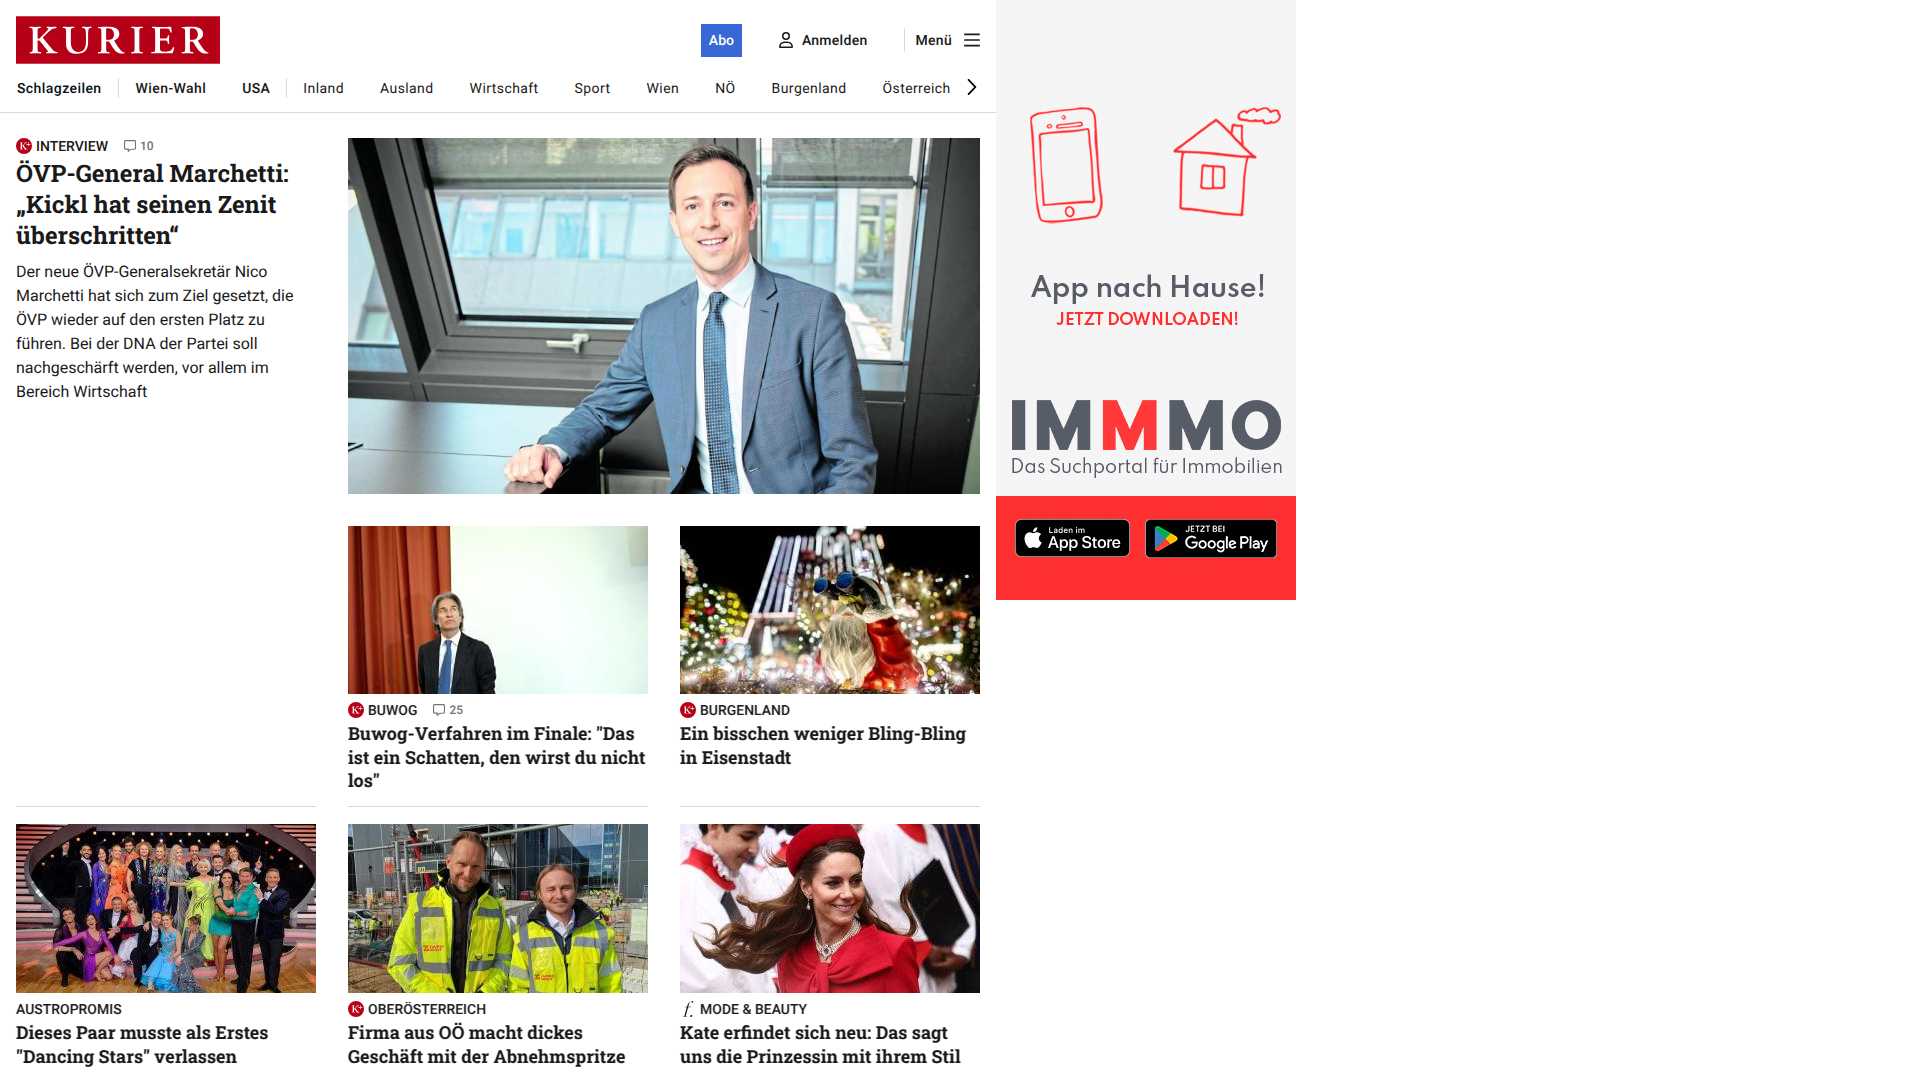 KURIER
Abo
Anmelden
Menü
Schlagzeilen
Wien-Wahl
USA
Inland
Ausland
Wirtschaft
Sport
Wien
NÖ
Burgenland
Österreich
INTERVIEW
10
ÖVP-General Marchetti:
„Kickl hat seinen Zenit
überschritten“
Der neue ÖVP-Generalsekretär Nico
Marchetti hat sich zum Ziel gesetzt, die
ÖVP wieder auf den ersten Platz zu
führen. Bei der DNA der Partei soll
nachgeschärft werden, vor allem im
Bereich Wirtschaft
BUWOG
25
Buwog-Verfahren im Finale: "Das
ist ein Schatten, den wirst du nicht
los"
BURGENLAND
Ein bisschen weniger Bling-Bling
in Eisenstadt
AUSTROPROMIS
Dieses Paar musste als Erstes
"Dancing Stars" verlassen
OBERÖSTERREICH
Firma aus OÖ macht dickes
Geschäft mit der Abnehmspritze
MODE & BEAUTY
Kate erfindet sich neu: Das sagt
uns die Prinzessin mit ihrem Stil
App nach Hause!
JETZT DOWNLOADEN!
IMMMO
Das Suchportal für Immobilien
Laden im
App Store
JETZT BEI
Google Play